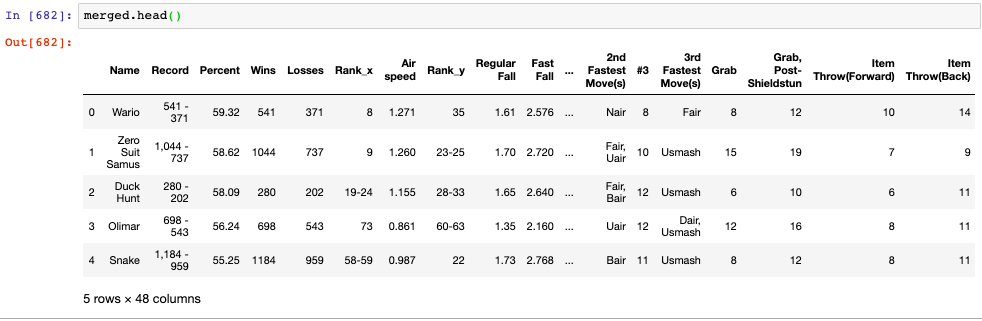 In [682]: merged.head()
Out[682]:
Name Record Percent Wins Losses Rank_x Air speed Rank_y Regular Fall Fast Fall ... 2nd Fastest Move(s) #3 3rd Fastest Move(s) Grab Grab, Post-Shieldstun Item Throw(Forward) Item Throw(Back)
0 Wario 541 - 371 59.32 541 371 8 1.271 35 1.61 2.576 ... Nair 8 Fair 8 12 10 14
1 Zero Suit Samus 1,044 - 737 58.62 1044 737 9 1.260 23-25 1.70 2.720 ... Fair, Uair 10 Usmash 15 19 7 9
2 Duck Hunt 280 - 202 58.09 280 202 19-24 1.155 28-33 1.65 2.640 ... Fair, Bair 12 Usmash 6 10 6 11
3 Olimar 698 - 543 56.24 698 543 73 0.861 60-63 1.35 2.160 ... Uair 12 Dair, Usmash 12 16 8 11
4 Snake 1,184 - 959 55.25 1184 959 58-59 0.987 22 1.73 2.768 ... Bair 11 Usmash 8 12 8 11
5 rows × 48 columns